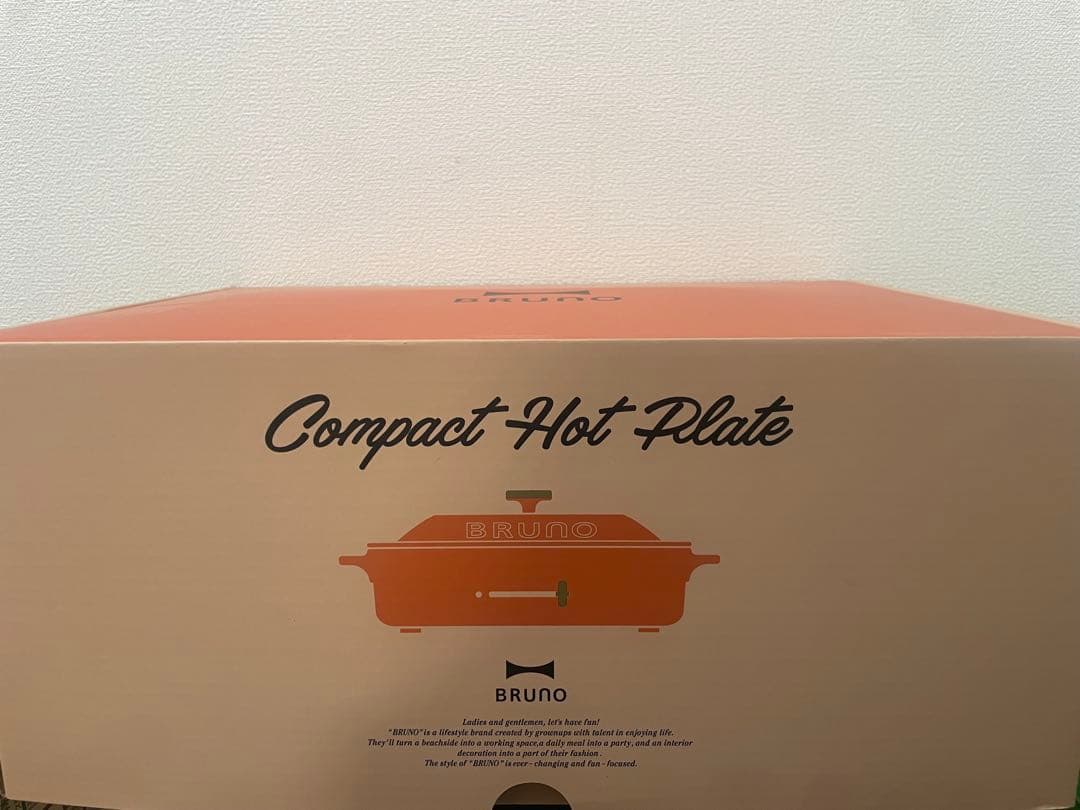 BRUNO
Compact Hot Plate
BRUNO
BRUNO
Ladies and gentlemen, let's have fun!
"BRUNO" is a lifestyle brand created by grownups with talent in enjoying life.
They'll turn a beachside into a working space,a daily meal into a party, and an interior
decoration into a part of their fashion.
The style of "BRUNO" is ever - changing and fun - focused.